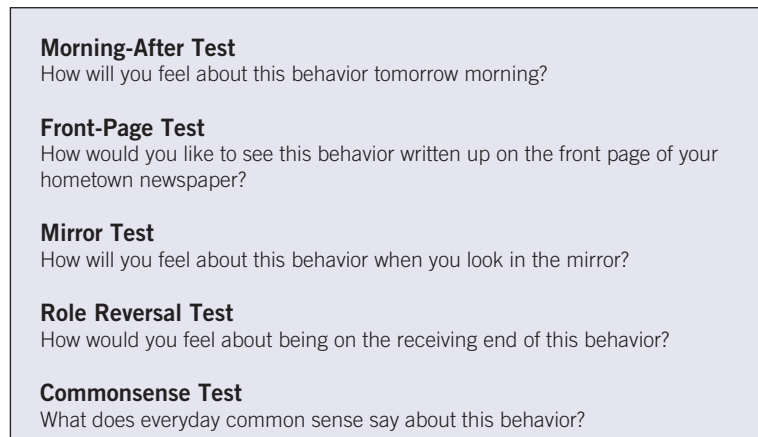 Morning-After Test
How will you feel about this behavior tomorrow morning?
Front-Page Test
How would you like to see this behavior written up on the front page of your
hometown newspaper?
Mirror Test
How will you feel about this behavior when you look in the mirror?
Role Reversal Test
How would you feel about being on the receiving end of this behavior?
Commonsense Test
What does everyday common sense say about this behavior?